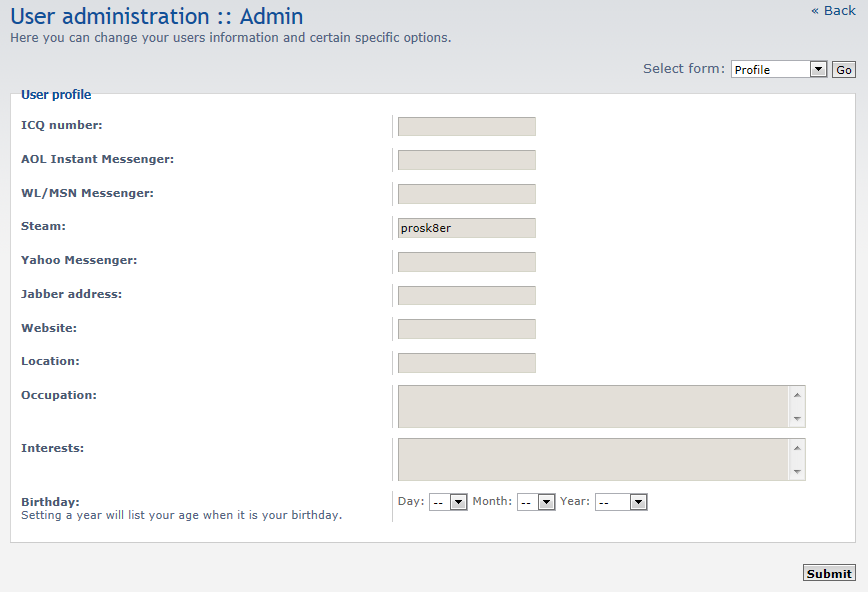 User administration :: Admin
« Back
Here you can change your users information and certain specific options.
Select form: Profile Go
User profile
ICQ number:
AOL Instant Messenger:
WL/MSN Messenger:
Steam: prosk8er
Yahoo Messenger:
Jabber address:
Website:
Location:
Occupation:
Interests:
Birthday: Day: -- Month: -- Year: --
Setting a year will list your age when it is your birthday.
Submit